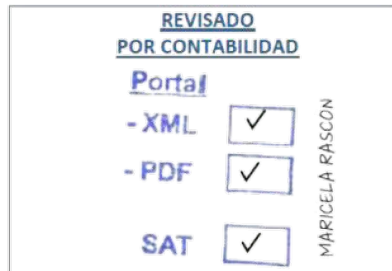 REVISADO
POR CONTABILIDAD
Portal
- XML ✓
- PDF ✓
SAT ✓
MARICELA RASCON